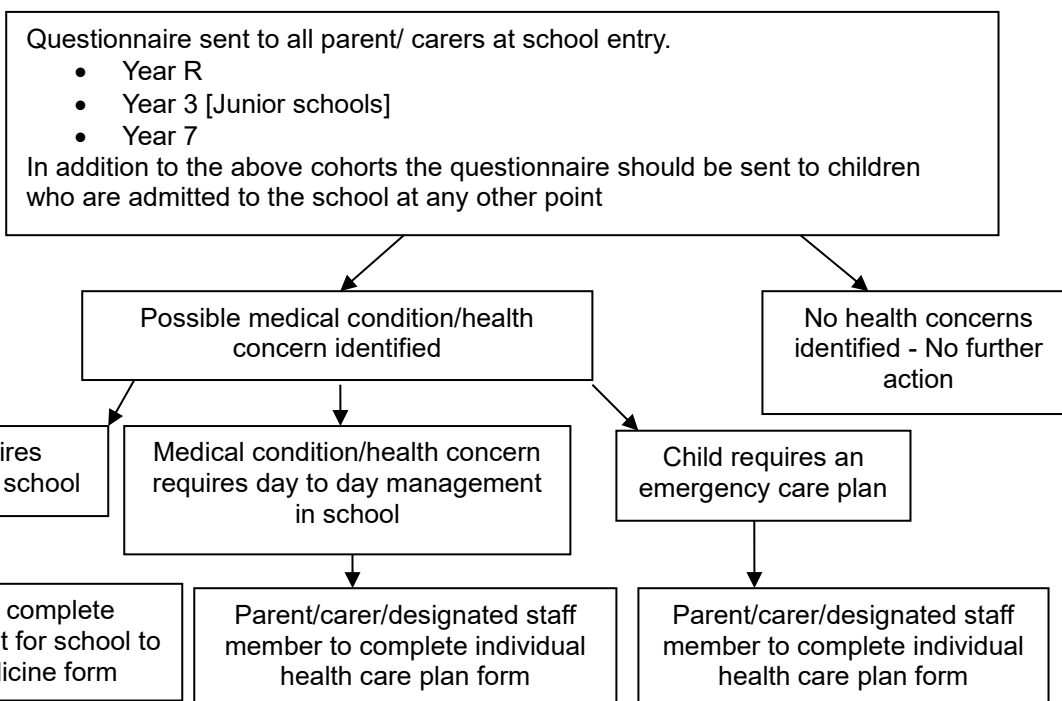 Questionnaire sent to all parent/ carers at school entry.
• Year R
• Year 3 [Junior schools]
• Year 7
In addition to the above cohorts the questionnaire should be sent to children
who are admitted to the school at any other point
Possible medical condition/health
concern identified
No health concerns
identified - No further
action
school
Medical condition/health concern
requires day to day management
in school
Child requires an
emergency care plan
complete
for school to
form
Parent/carer/designated staff
member to complete individual
health care plan form
Parent/carer/designated staff
member to complete individual
health care plan form